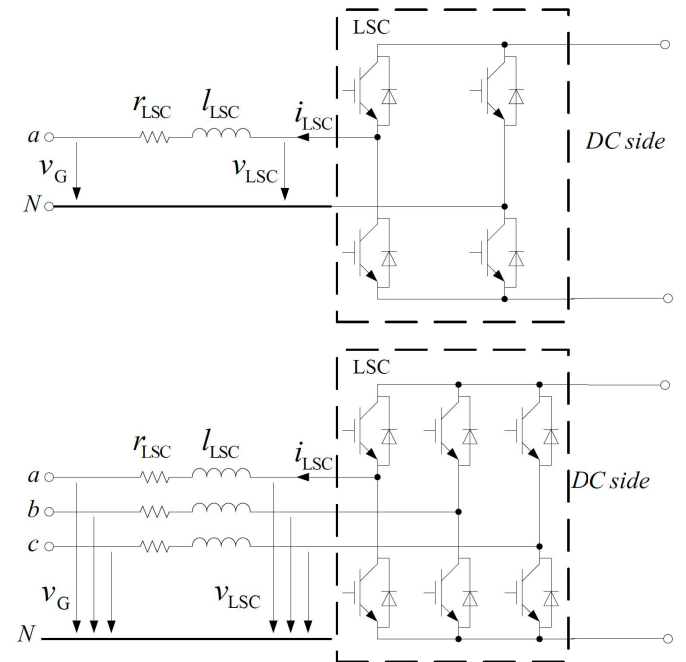 LSC
r_LSC l_LSC i_LSC
a
v_G v_LSC
DC side
N
LSC
r_LSC l_LSC i_LSC
a
DC side
b
c
v_G v_LSC
N